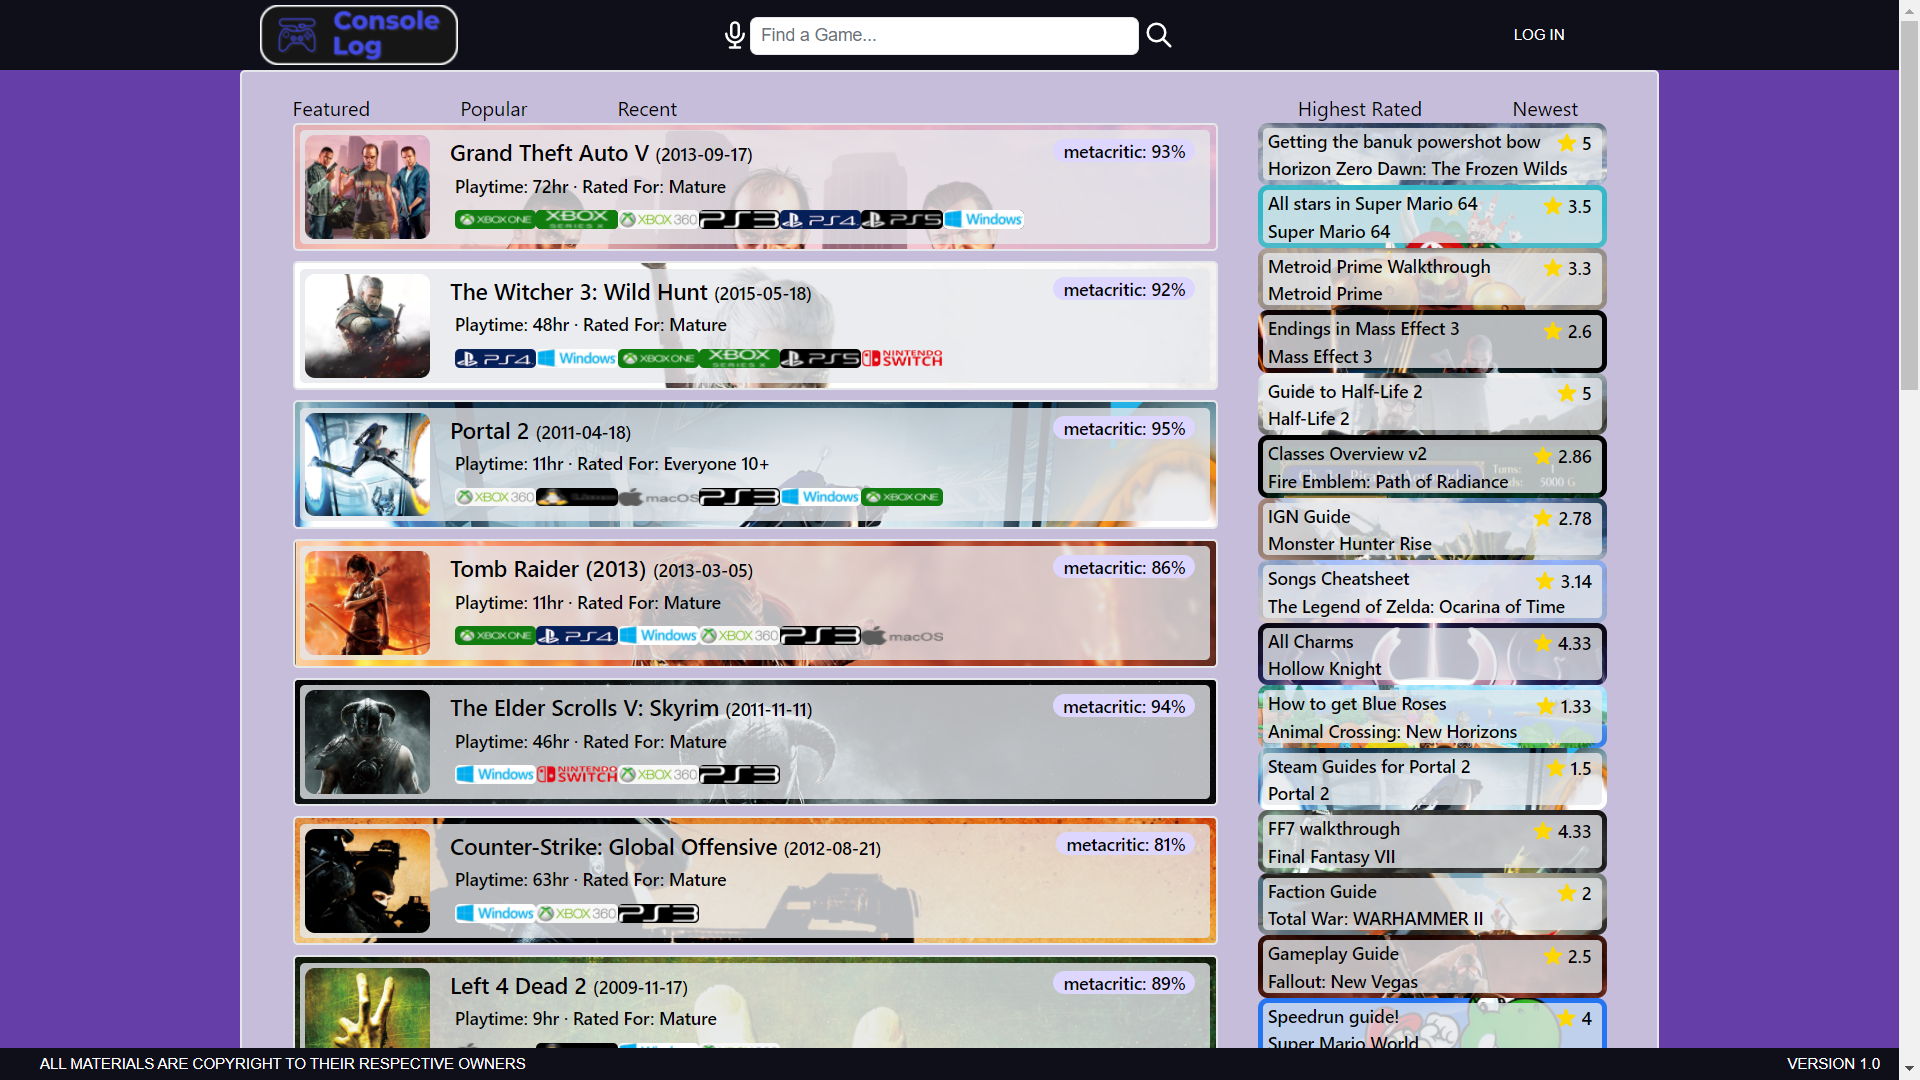 Console
Log
Find a Game...
LOG IN
Featured
Popular
Recent
Grand Theft Auto V (2013-09-17)
metacritic: 93%
Playtime: 72hr · Rated For: Mature
XBOX ONE XBOX SERIES X XBOX 360 PS3 PS4 PS5 Windows
The Witcher 3: Wild Hunt (2015-05-18)
metacritic: 92%
Playtime: 48hr · Rated For: Mature
PS4 Windows XBOX ONE XBOX SERIES X PS5 NINTENDO SWITCH
Portal 2 (2011-04-18)
metacritic: 95%
Playtime: 11hr · Rated For: Everyone 10+
XBOX 360 macOS PS3 Windows XBOX ONE
Tomb Raider (2013) (2013-03-05)
metacritic: 86%
Playtime: 11hr · Rated For: Mature
XBOX ONE PS4 Windows XBOX 360 PS3 macOS
The Elder Scrolls V: Skyrim (2011-11-11)
metacritic: 94%
Playtime: 46hr · Rated For: Mature
Windows NINTENDO SWITCH XBOX 360 PS3
Counter-Strike: Global Offensive (2012-08-21)
metacritic: 81%
Playtime: 63hr · Rated For: Mature
Windows XBOX 360 PS3
Left 4 Dead 2 (2009-11-17)
metacritic: 89%
Playtime: 9hr · Rated For: Mature
Highest Rated
Newest
Getting the banuk powershot bow 5
Horizon Zero Dawn: The Frozen Wilds
All stars in Super Mario 64 3.5
Super Mario 64
Metroid Prime Walkthrough 3.3
Metroid Prime
Endings in Mass Effect 3 2.6
Mass Effect 3
Guide to Half-Life 2 5
Half-Life 2
Classes Overview v2 2.86
Fire Emblem: Path of Radiance
IGN Guide 2.78
Monster Hunter Rise
Songs Cheatsheet 3.14
The Legend of Zelda: Ocarina of Time
All Charms 4.33
Hollow Knight
How to get Blue Roses 1.33
Animal Crossing: New Horizons
Steam Guides for Portal 2 1.5
Portal 2
FF7 walkthrough 4.33
Final Fantasy VII
Faction Guide 2
Total War: WARHAMMER II
Gameplay Guide 2.5
Fallout: New Vegas
Speedrun guide! 4
Super Mario World
ALL MATERIALS ARE COPYRIGHT TO THEIR RESPECTIVE OWNERS
VERSION 1.0